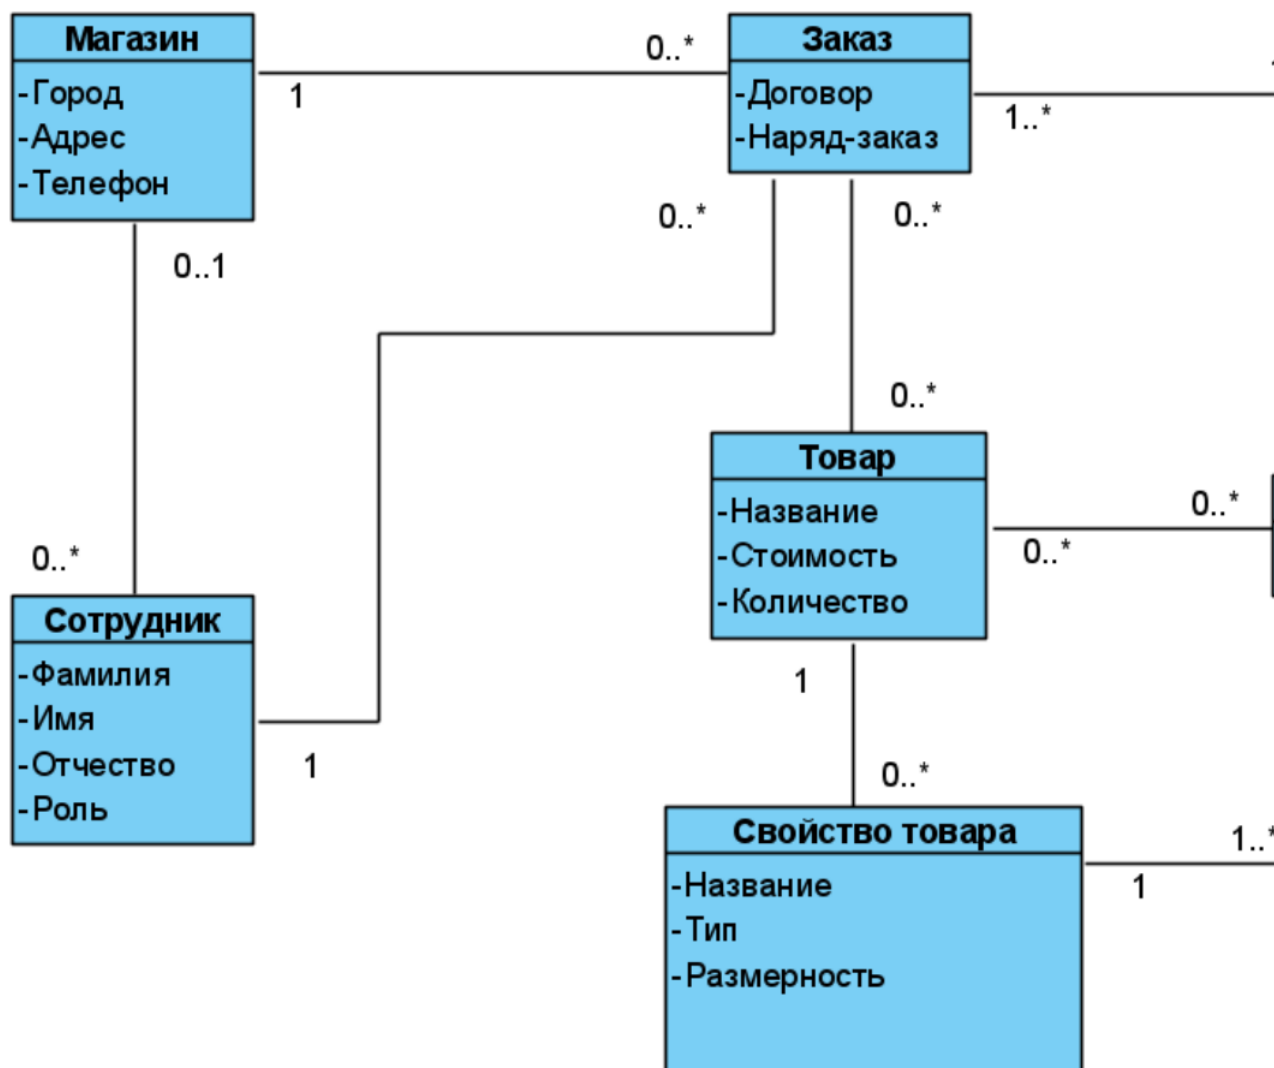 Магазин
-Город
-Адрес
-Телефон
1
0..*
Заказ
-Договор
-Наряд-заказ
1..*
0..1
0..*
0..*
0..*
0..*
Товар
-Название
-Стоимость
-Количество
0..*
0..*
Сотрудник
-Фамилия
-Имя
-Отчество
-Роль
1
1
0..*
Свойство товара
-Название
-Тип
-Размерность
1..*
1